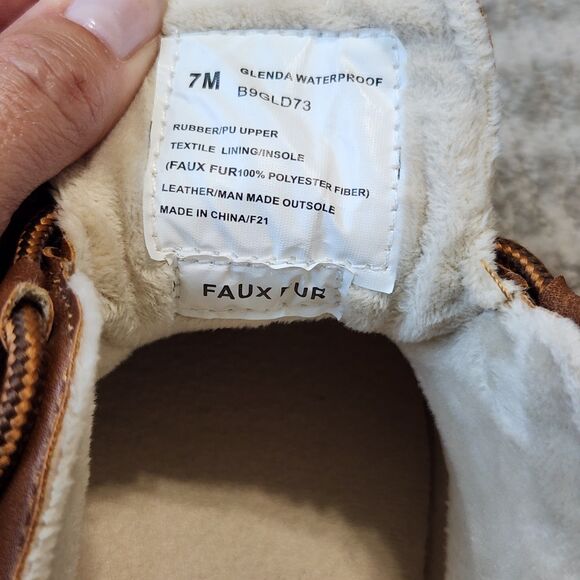 7M GLENDA WATERPROOF
B9GLD73
RUBBER/PU UPPER
TEXTILE LINING/INSOLE
(FAUX FUR100% POLYESTER FIBER)
LEATHER/MAN MADE OUTSOLE
MADE IN CHINA/F21
FAUX FUR